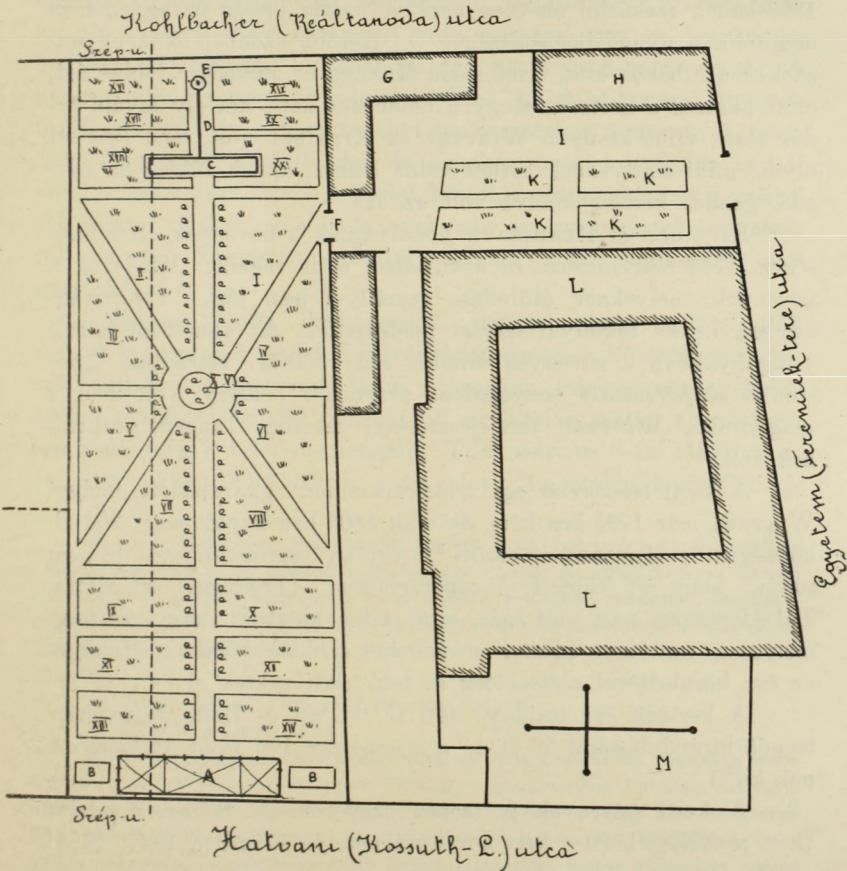 Kohlbacher (Reáltanoda) utca
Szép-u.
E
XVI XIX
G H
XVII D XX
I
XVIII C XXI
K K
F
K K
II I
L
III IV
XV
V VI
Egyetem (Ferenciek-tere) utca
VII VIII
IX X
L
XI XII
XIII XIV
M
B A B
Szép-u.
Hatvani (Kossuth-L.) utca